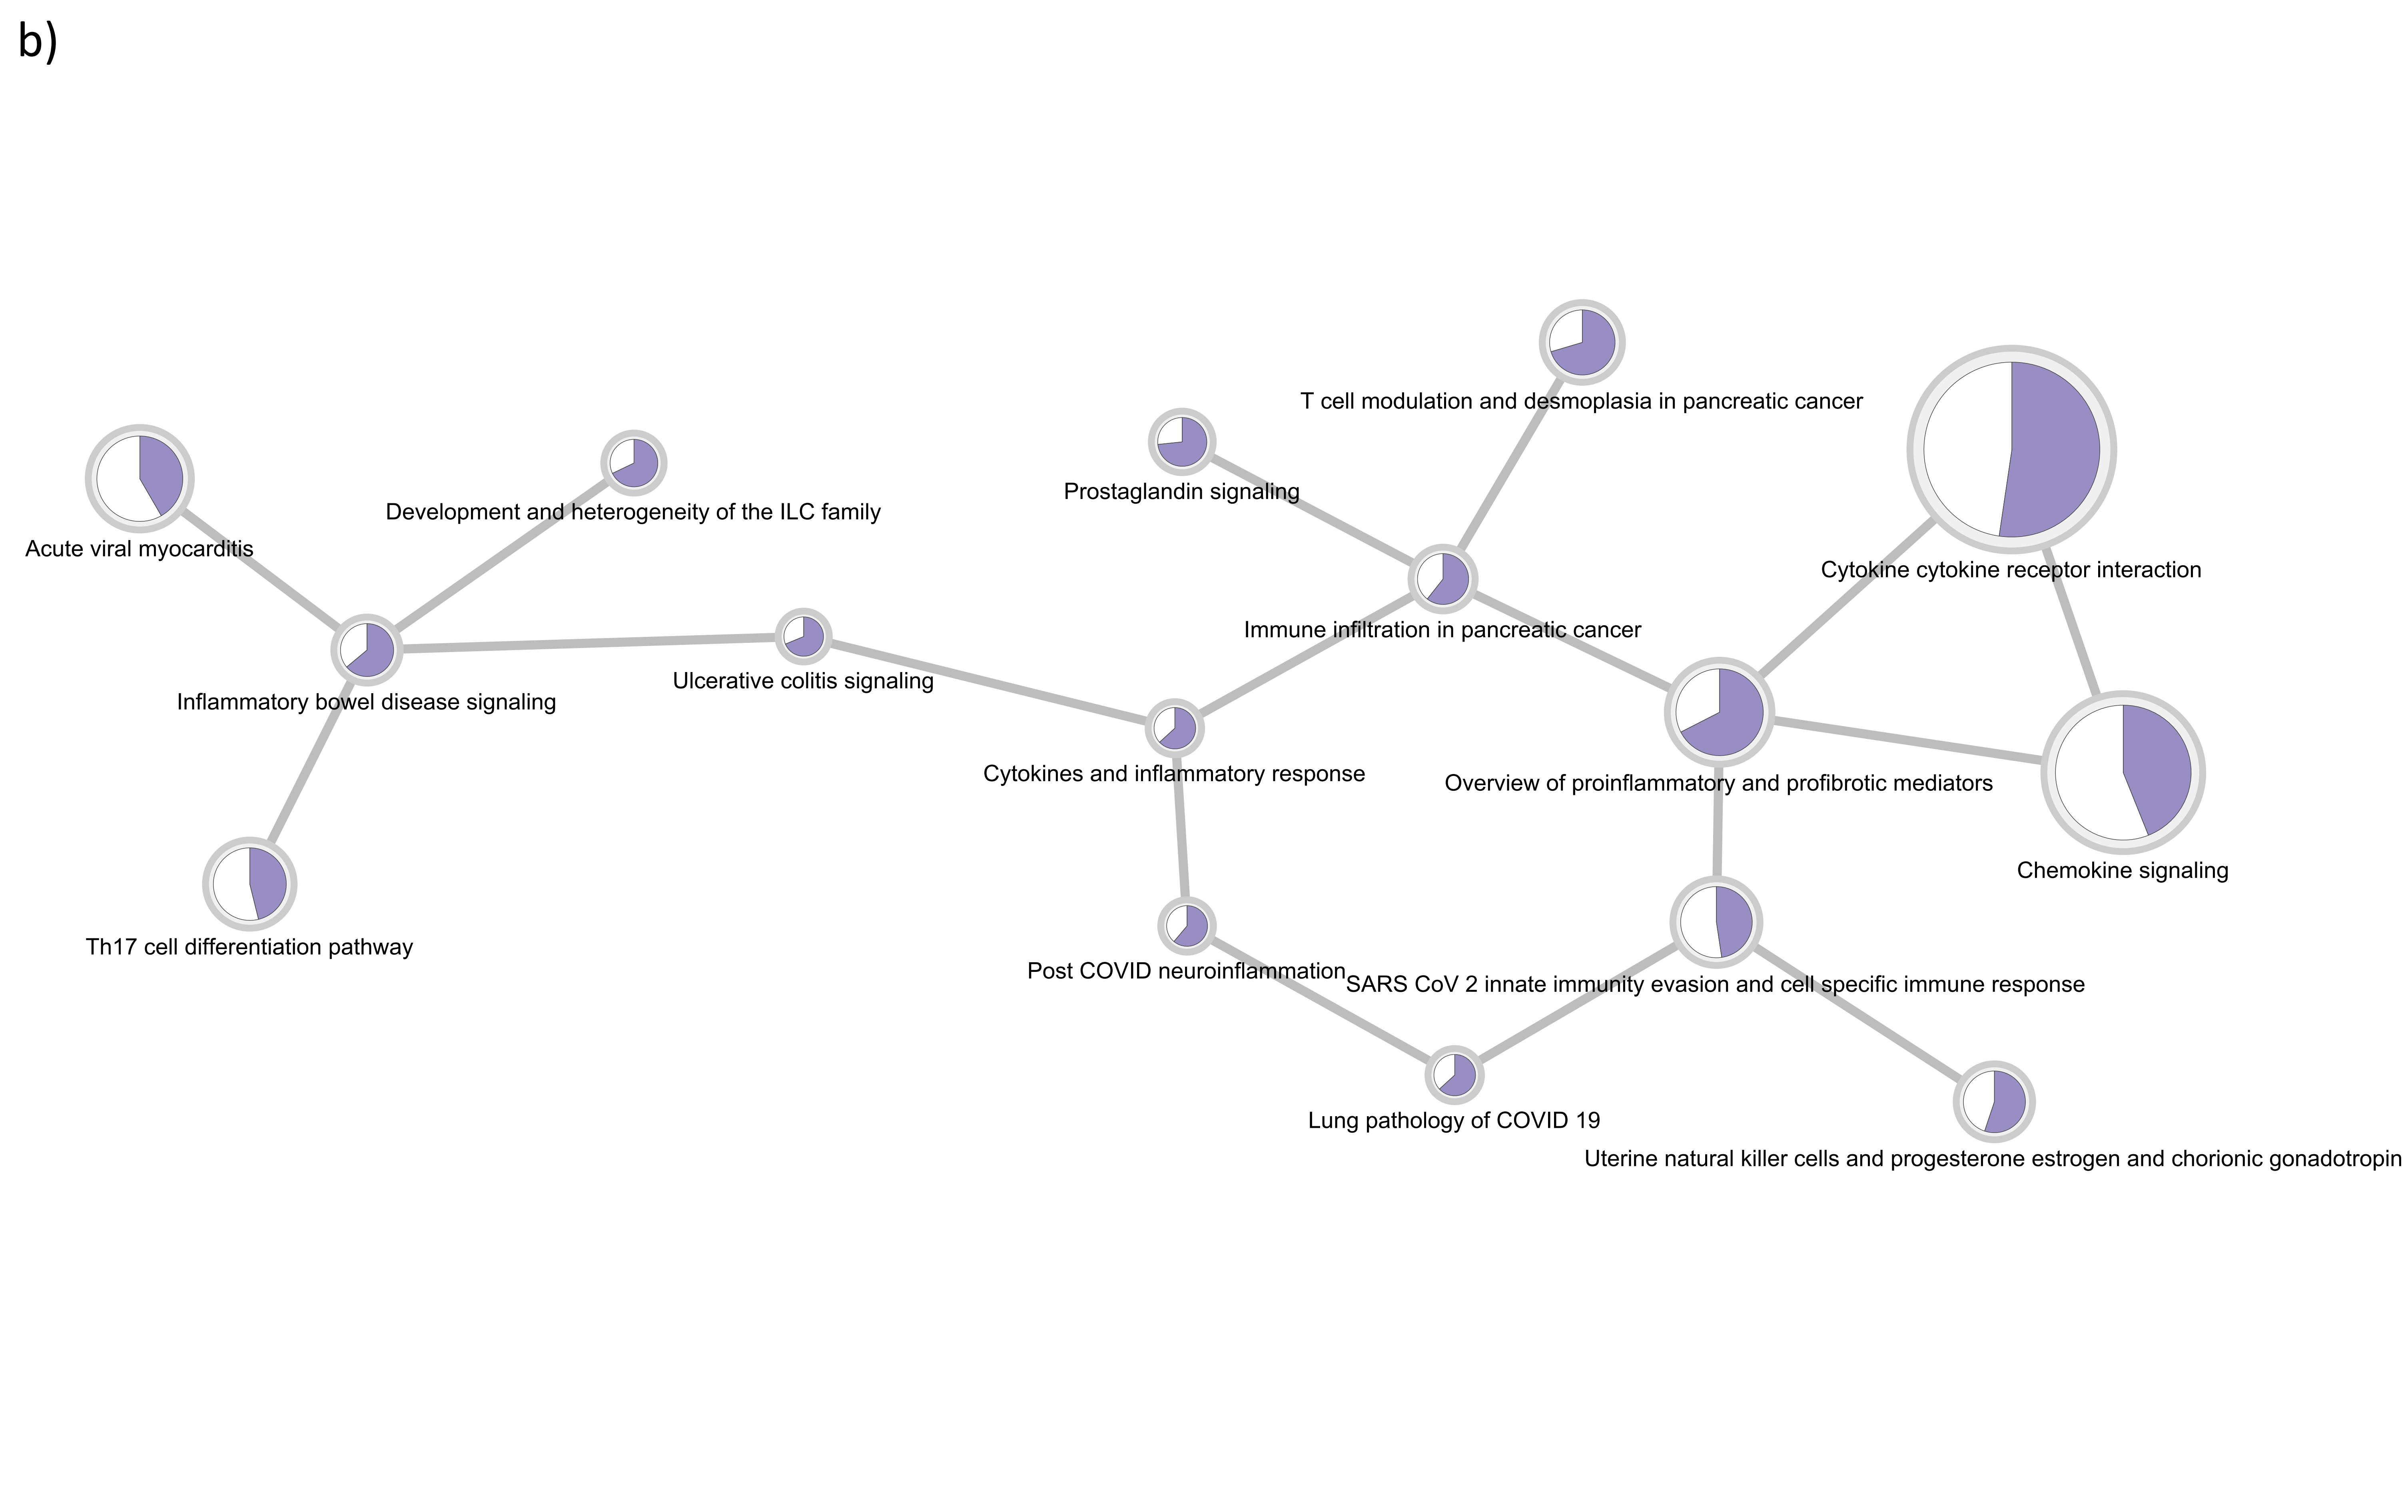 b)
T cell modulation and desmoplasia in pancreatic cancer
Prostaglandin signaling
Development and heterogeneity of the ILC family
Acute viral myocarditis
Cytokine cytokine receptor interaction
Immune infiltration in pancreatic cancer
Ulcerative colitis signaling
Inflammatory bowel disease signaling
Cytokines and inflammatory response
Overview of proinflammatory and profibrotic mediators
Chemokine signaling
Th17 cell differentiation pathway
Post COVID neuroinflammation
SARS CoV 2 innate immunity evasion and cell specific immune response
Lung pathology of COVID 19
Uterine natural killer cells and progesterone estrogen and chorionic gonadotropin